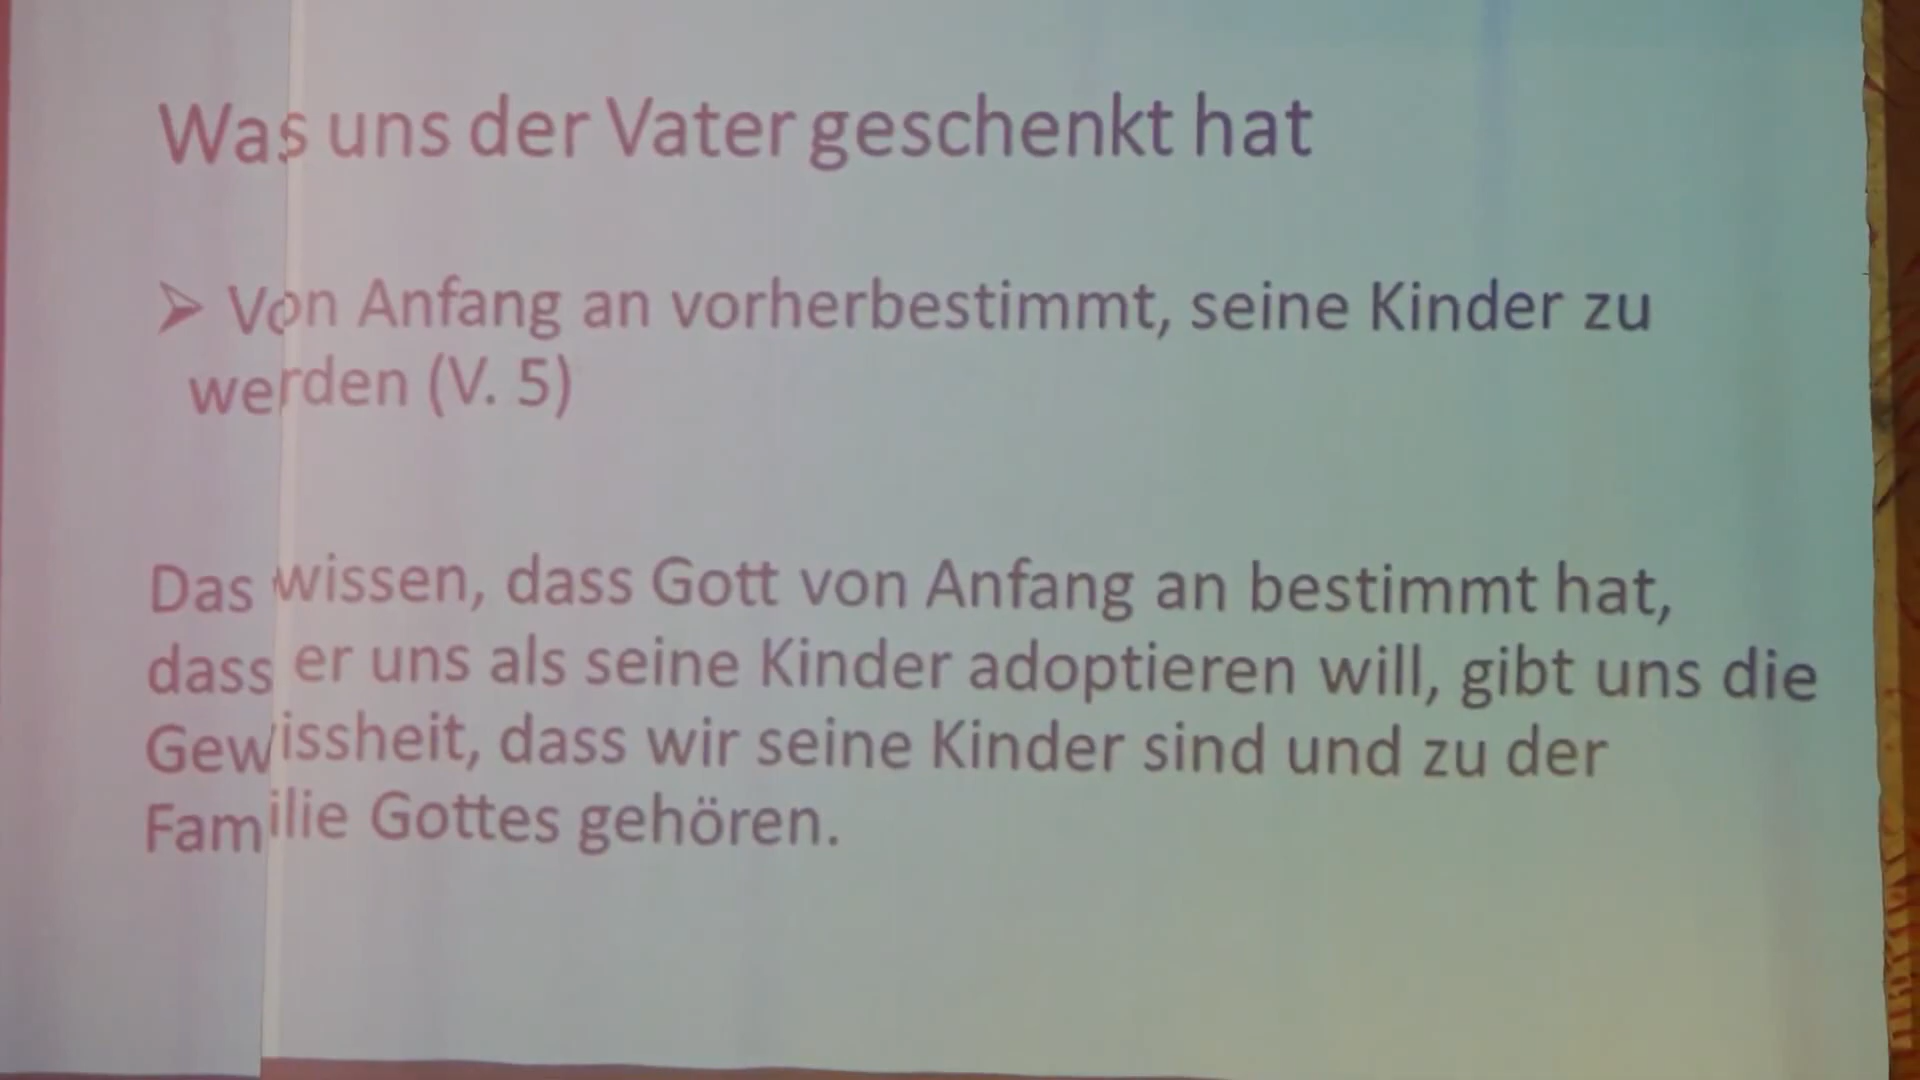 Was uns der Vater geschenkt hat
➢ Von Anfang an vorherbestimmt, seine Kinder zu
werden (V. 5)
Das wissen, dass Gott von Anfang an bestimmt hat,
dass er uns als seine Kinder adoptieren will, gibt uns die
Gewissheit, dass wir seine Kinder sind und zu der
Familie Gottes gehören.